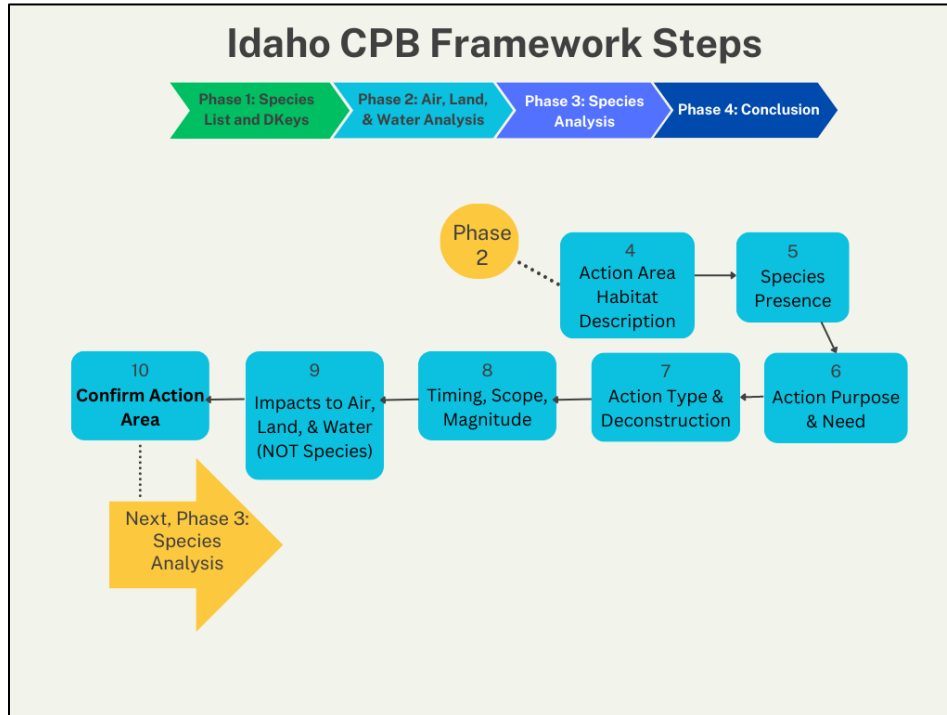 Idaho CPB Framework Steps
Phase 1: Species
List and DKeys
Phase 2: Air, Land,
& Water Analysis
Phase 3: Species
Analysis
Phase 4: Conclusion
Phase
2
4
Action Area
Habitat
Description
5
Species
Presence
6
Action Purpose
& Need
7
Action Type &
Deconstruction
8
Timing, Scope,
Magnitude
9
Impacts to Air,
Land, & Water
(NOT Species)
10
Confirm Action
Area
Next, Phase 3:
Species
Analysis